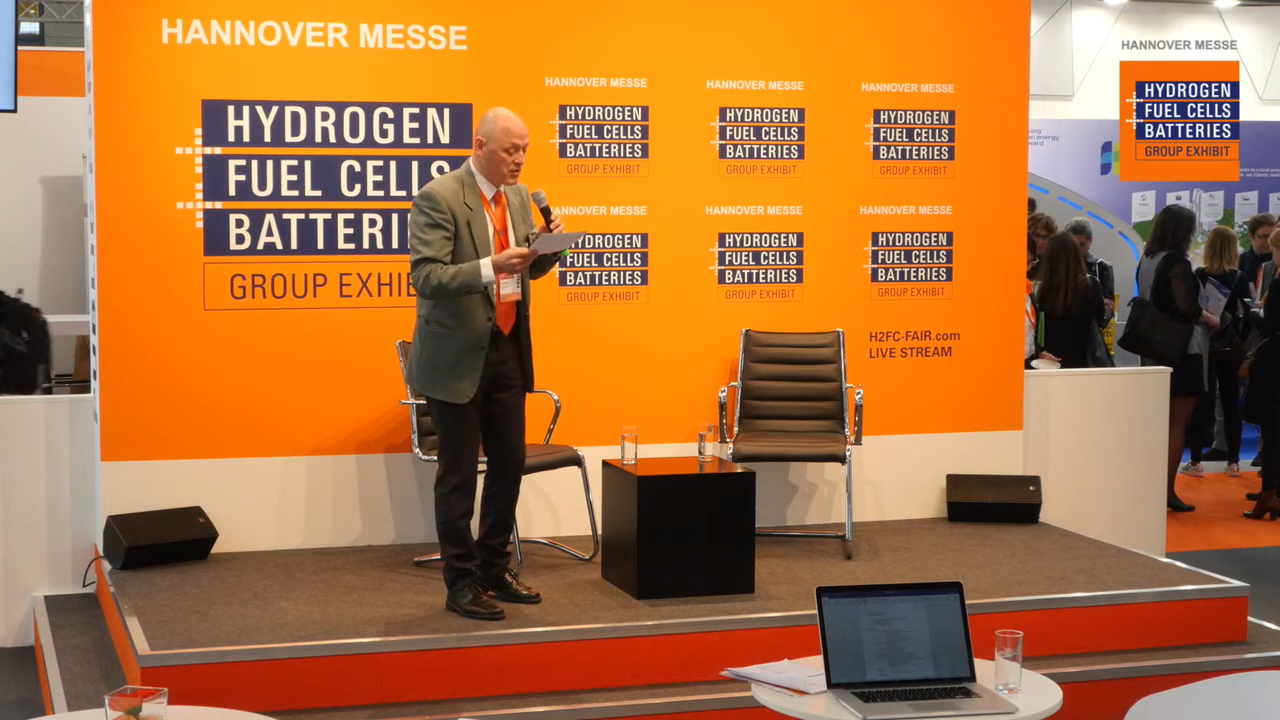 HANNOVER MESSE
HYDROGEN
FUEL CELLS
BATTERIE
GROUP EXHIB
HANNOVER MESSE
HYDROGEN
FUEL CELLS
BATTERIES
GROUP EXHIBIT
HANNOVER MESSE
HYDROGEN
FUEL CELLS
BATTERIES
GROUP EXHIBIT
HANNOVER MESSE
HYDROGEN
FUEL CELLS
BATTERIES
GROUP EXHIBIT
HANNOVER MESSE
HYDROGEN
FUEL CELLS
BATTERIES
GROUP EXHIBIT
HANNOVER MESSE
HYDROGEN
FUEL CELLS
BATTERIES
GROUP EXHIBIT
HANNOVER MESSE
HYDROGEN
FUEL CELLS
BATTERIES
GROUP EXHIBIT
H2FC-FAIR.com
LIVE STREAM
HANNOVER MESSE
HYDROGEN
FUEL CELLS
BATTERIES
GROUP EXHIBIT
energy